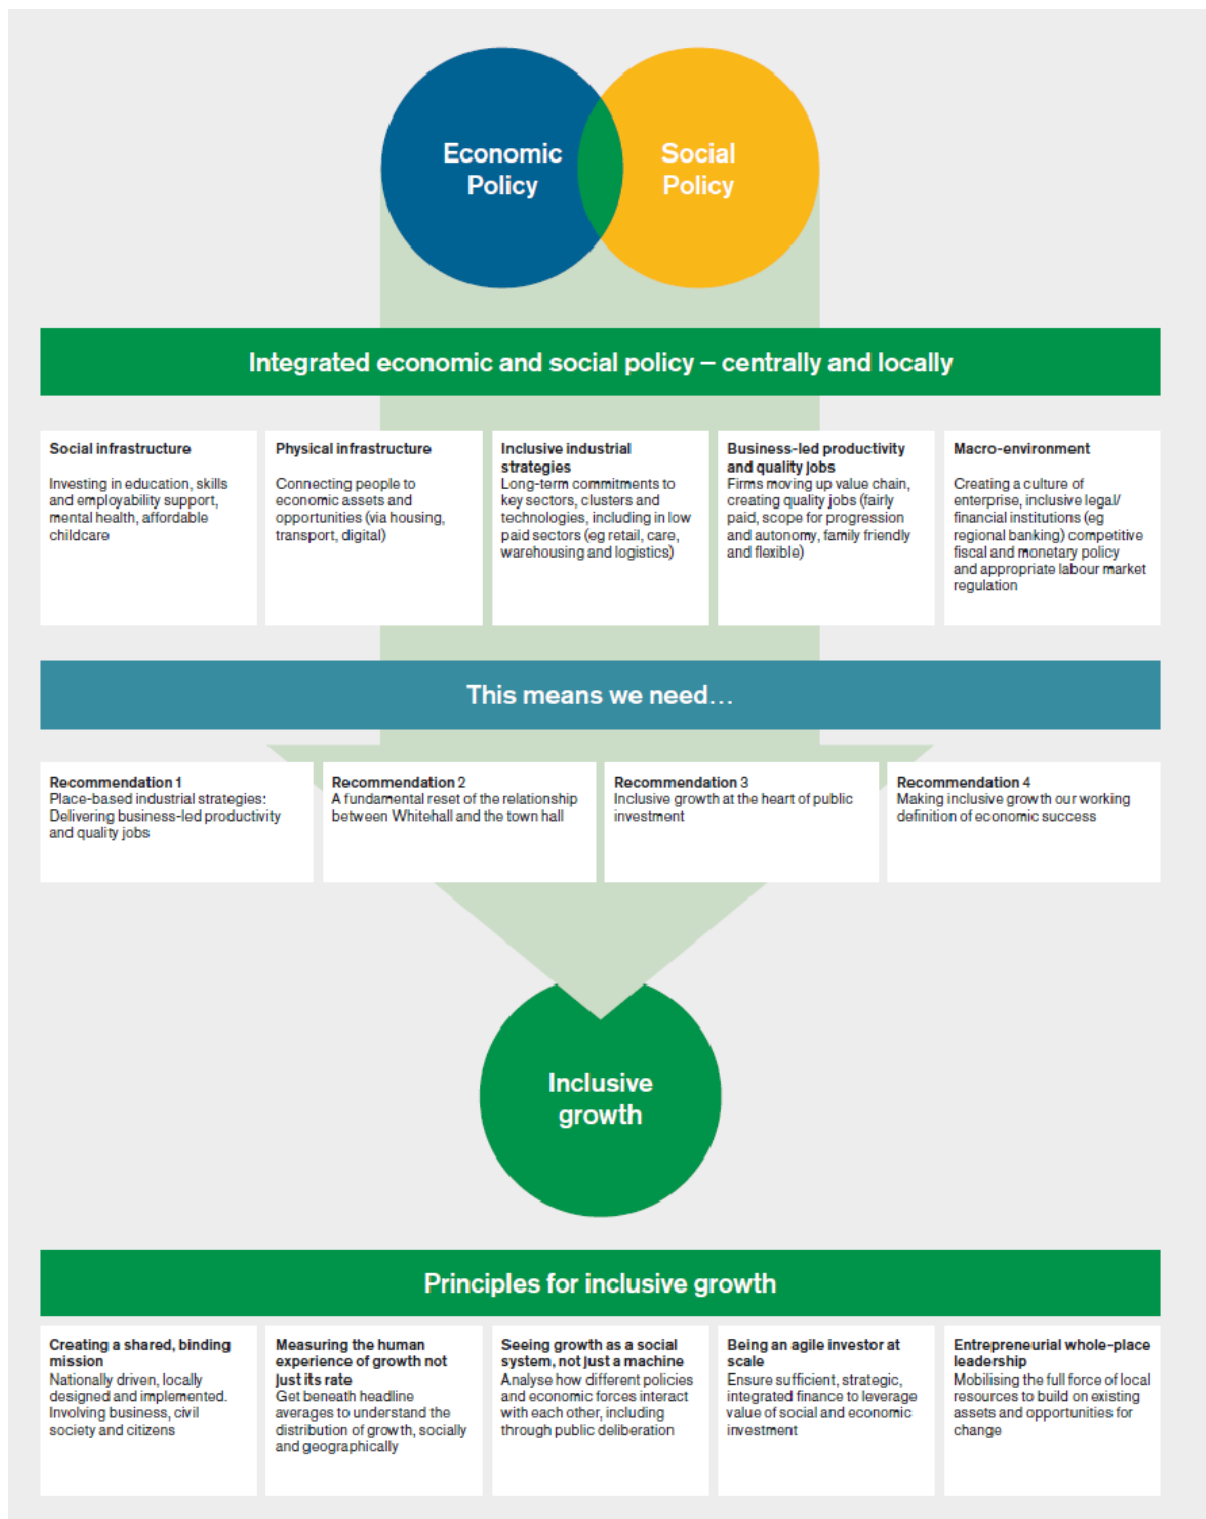 Economic
Policy
Social
Policy
Integrated economic and social policy – centrally and locally
Social infrastructure
Investing in education, skills
and employability support,
mental health, affordable
childcare
Physical infrastructure
Connecting people to
economic assets and
opportunities (via housing,
transport, digital)
Inclusive industrial
strategies
Long-term commitments to
key sectors, clusters and
technologies, including in low
paid sectors (eg retail, care,
warehousing and logistics)
Business-led productivity
and quality jobs
Firms moving up value chain,
creating quality jobs (fairly
paid, scope for progression
and autonomy, family friendly
and flexible)
Macro-environment
Creating a culture of
enterprise, inclusive legal/
financial institutions (eg
regional banking) competitive
fiscal and monetary policy
and appropriate labour market
regulation
This means we need…
Recommendation 1
Place-based industrial strategies:
Delivering business-led productivity
and quality jobs
Recommendation 2
A fundamental reset of the relationship
between Whitehall and the town hall
Recommendation 3
Inclusive growth at the heart of public
investment
Recommendation 4
Making inclusive growth our working
definition of economic success
Inclusive
growth
Principles for inclusive growth
Creating a shared, binding
mission
Nationally driven, locally
designed and implemented.
Involving business, civil
society and citizens
Measuring the human
experience of growth not
just its rate
Get beneath headline
averages to understand the
distribution of growth, socially
and geographically
Seeing growth as a social
system, not just a machine
Analyse how different policies
and economic forces interact
with each other, including
through public deliberation
Being an agile investor at
scale
Ensure sufficient, strategic,
integrated finance to leverage
value of social and economic
investment
Entrepreneurial whole-place
leadership
Mobilising the full force of local
resources to build on existing
assets and opportunities for
change